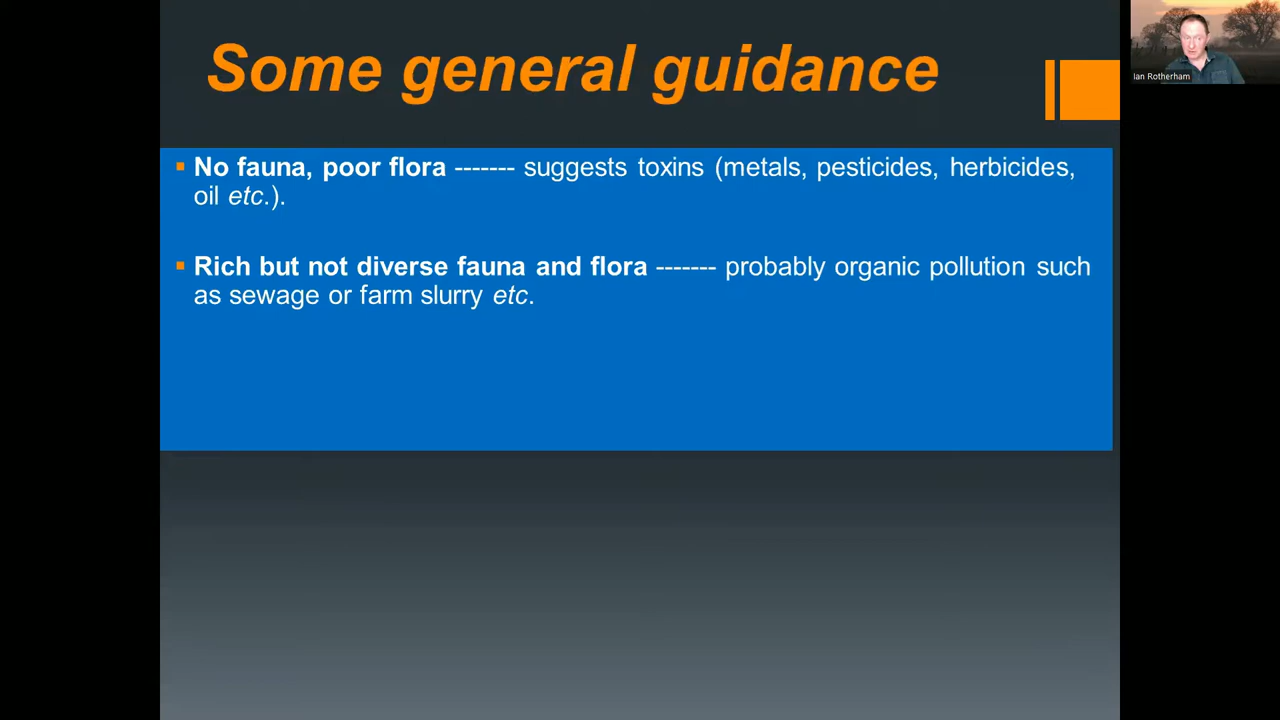 Some general guidance
No fauna, poor flora ------- suggests toxins (metals, pesticides, herbicides,
oil etc.).
Rich but not diverse fauna and flora ------- probably organic pollution such
as sewage or farm slurry etc.
Ian Rotherham